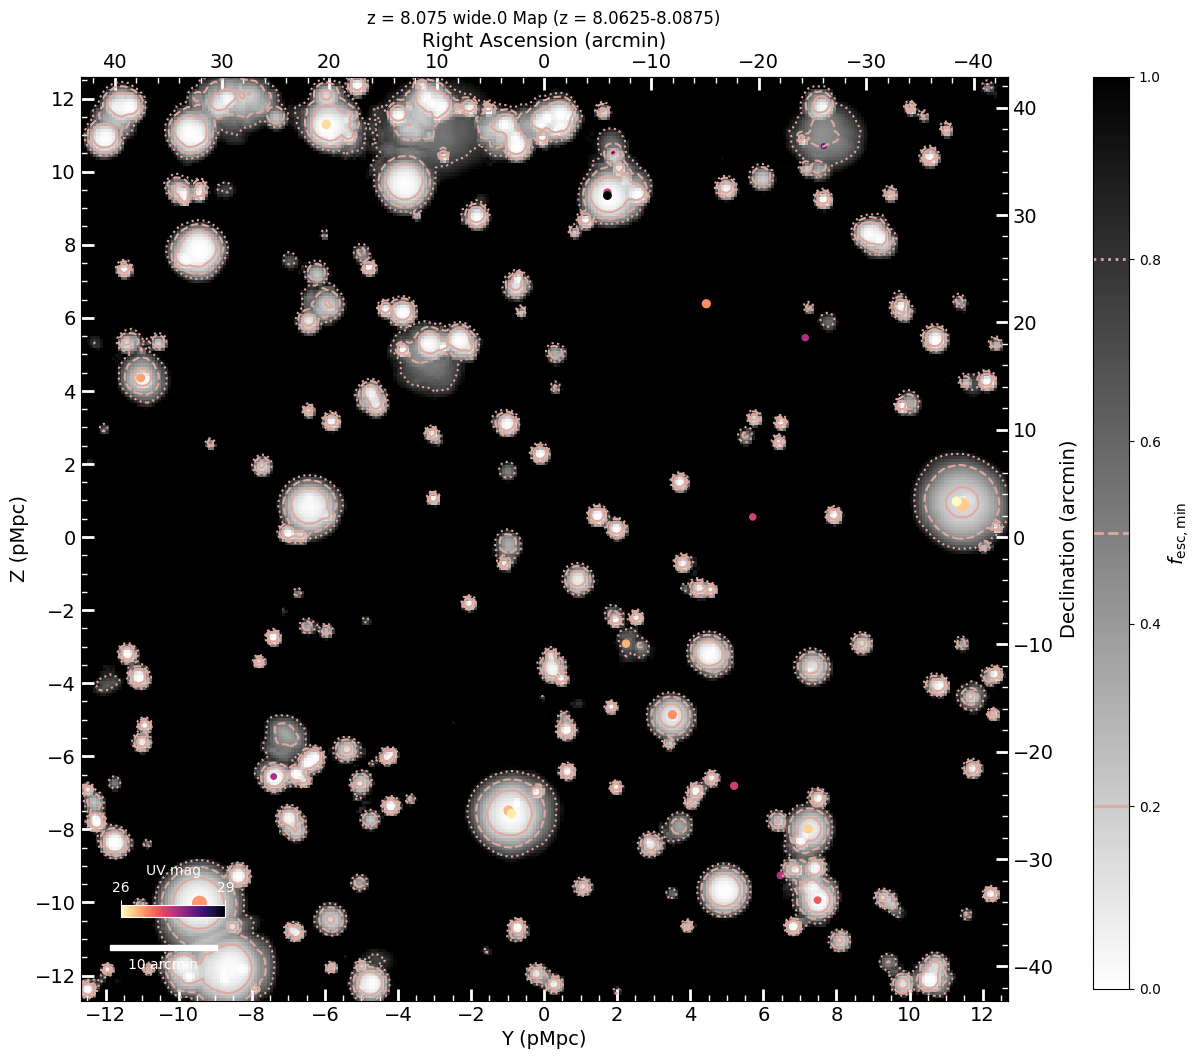 z = 8.075 wide.0 Map (z = 8.0625-8.0875)
Right Ascension (arcmin)
40 30 20 10 0 −10 −20 −30 −40
12
10
8
6
4
2
0
−2
−4
−6
−8
−10
−12
Z (pMpc)
40
30
20
10
0
−10
−20
−30
−40
Declination (arcmin)
UV mag
26 29
10 arcmin
−12 −10 −8 −6 −4 −2 0 2 4 6 8 10 12
Y (pMpc)
1.0
0.8
0.6
0.4
0.2
0.0
fesc,min